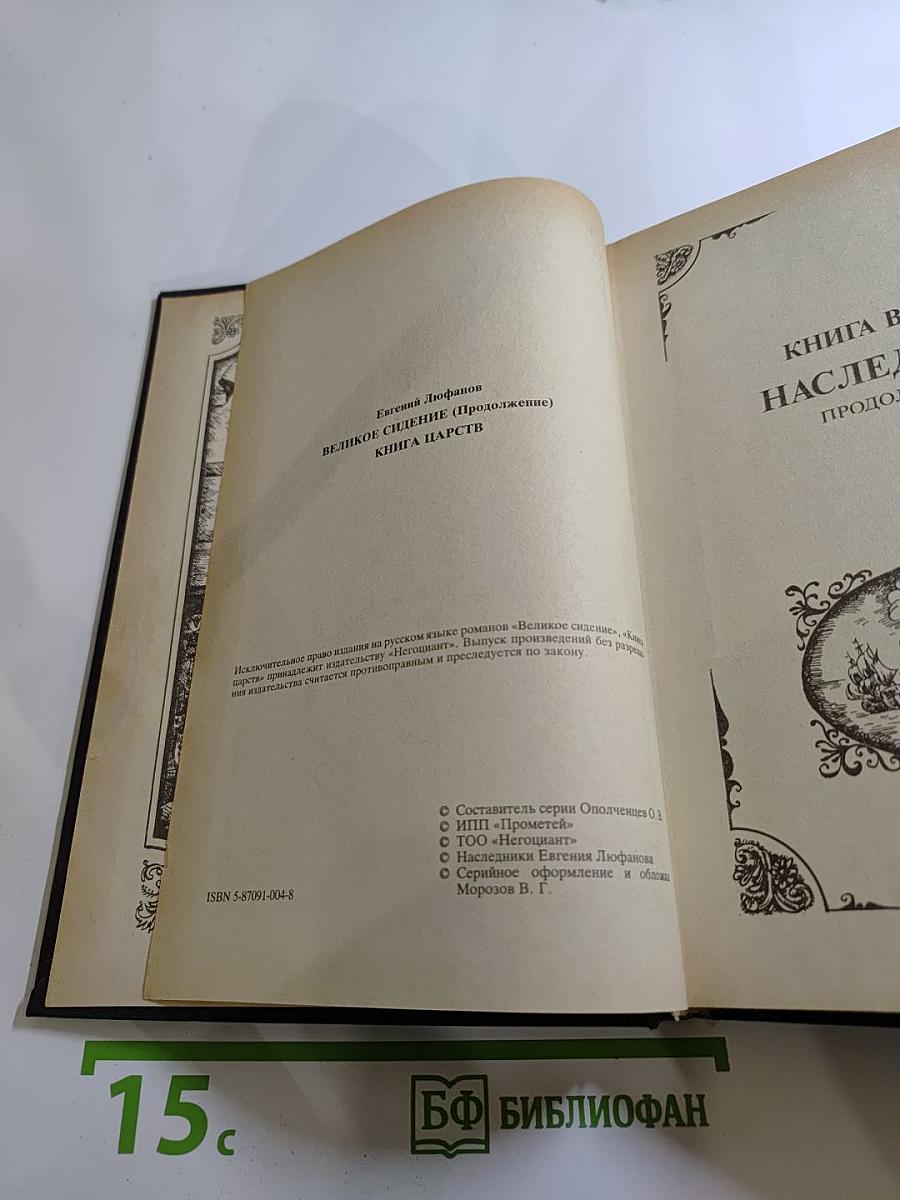 Евгений Люфанов
ВЕЛИКОЕ СИДЕНИЕ (Продолжение)
КНИГА ЦАРСТВ
Исключительное право издания на русском языке романов «Великое сидение», «Книга
царств» принадлежит издательству «Негоциант». Выпуск произведений без разреше-
ния издательства считается противоправным и преследуется по закону.
© Составитель серии Ополченцев О. В.
© ИПП «Прометей»
© ТОО «Негоциант»
© Наследники Евгения Люфанова
© Серийное оформление и обложка
Морозов В. Г.
ISBN 5-87091-004-8
КНИГА В
НАСЛЕД
ПРОДОЛ
15 с
БФ БИБЛИОФАН